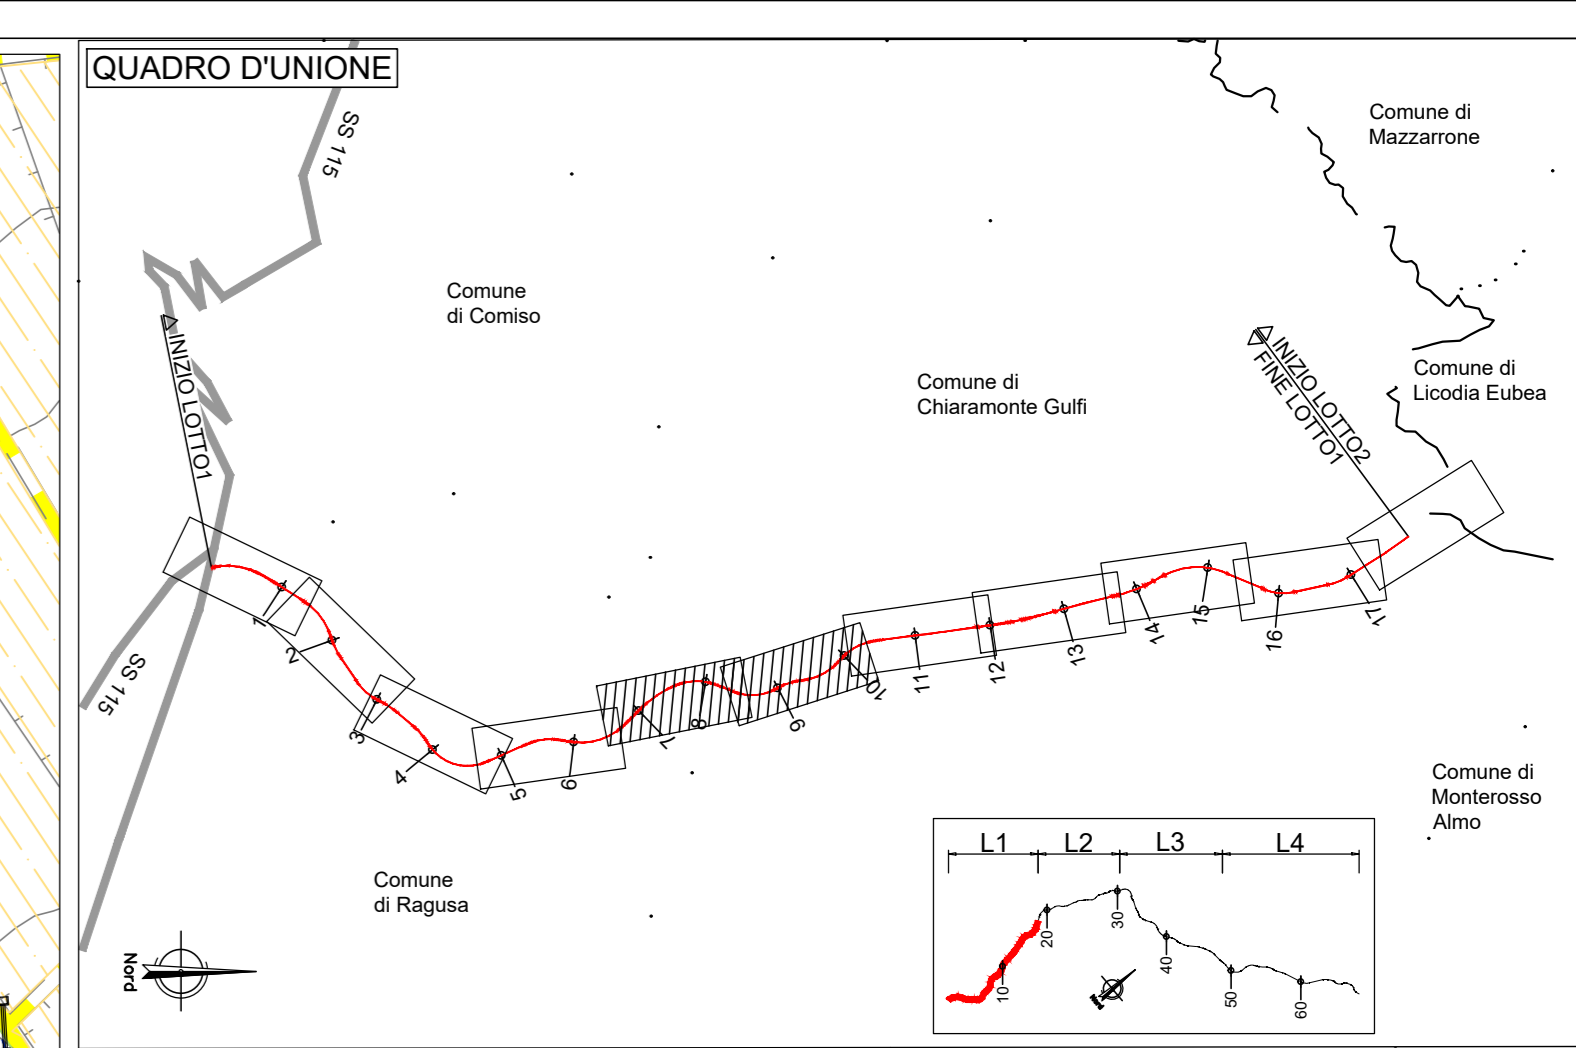 QUADRO D'UNIONE
SS 115
Comune di
Mazzarrone
Comune
di Comiso
INIZIO LOTTO1
Comune di
Chiaramonte Gulfi
INIZIO LOTTO2
FINE LOTTO1
Comune di
Licodia Eubea
1
2
3
4
5
6
7
8
9
10
11
12
13
14
15
16
17
SS 115
Comune di
Monterosso
Almo
Comune
di Ragusa
Nord
L1
L2
L3
L4
10
20
30
40
50
60
Nord